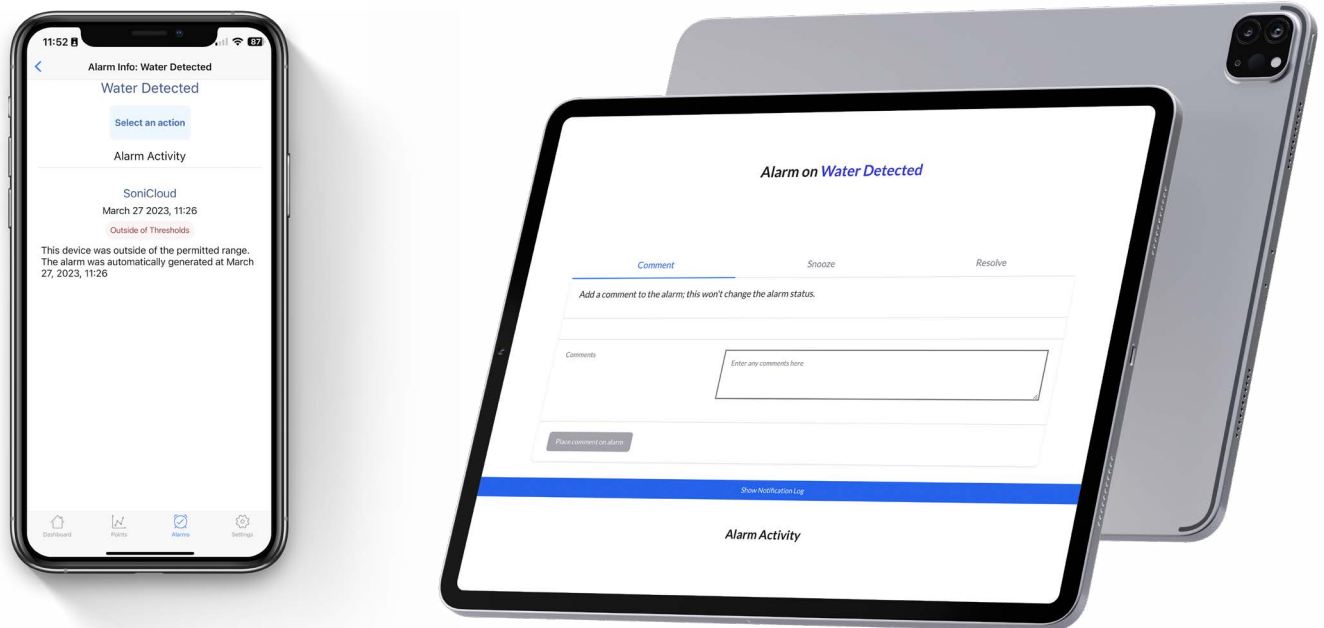 11:52
87
Alarm Info: Water Detected
Water Detected
Select an action
Alarm Activity
SoniCloud
March 27 2023, 11:26
Outside of Thresholds
This device was outside of the permitted range.
The alarm was automatically generated at March
27, 2023, 11:26
Dashboard
Points
Alarms
Settings
Alarm on Water Detected
Comment
Snooze
Resolve
Add a comment to the alarm; this won't change the alarm status.
Comments
Enter any comments here
Place comment on alarm
Show Notification Log
Alarm Activity